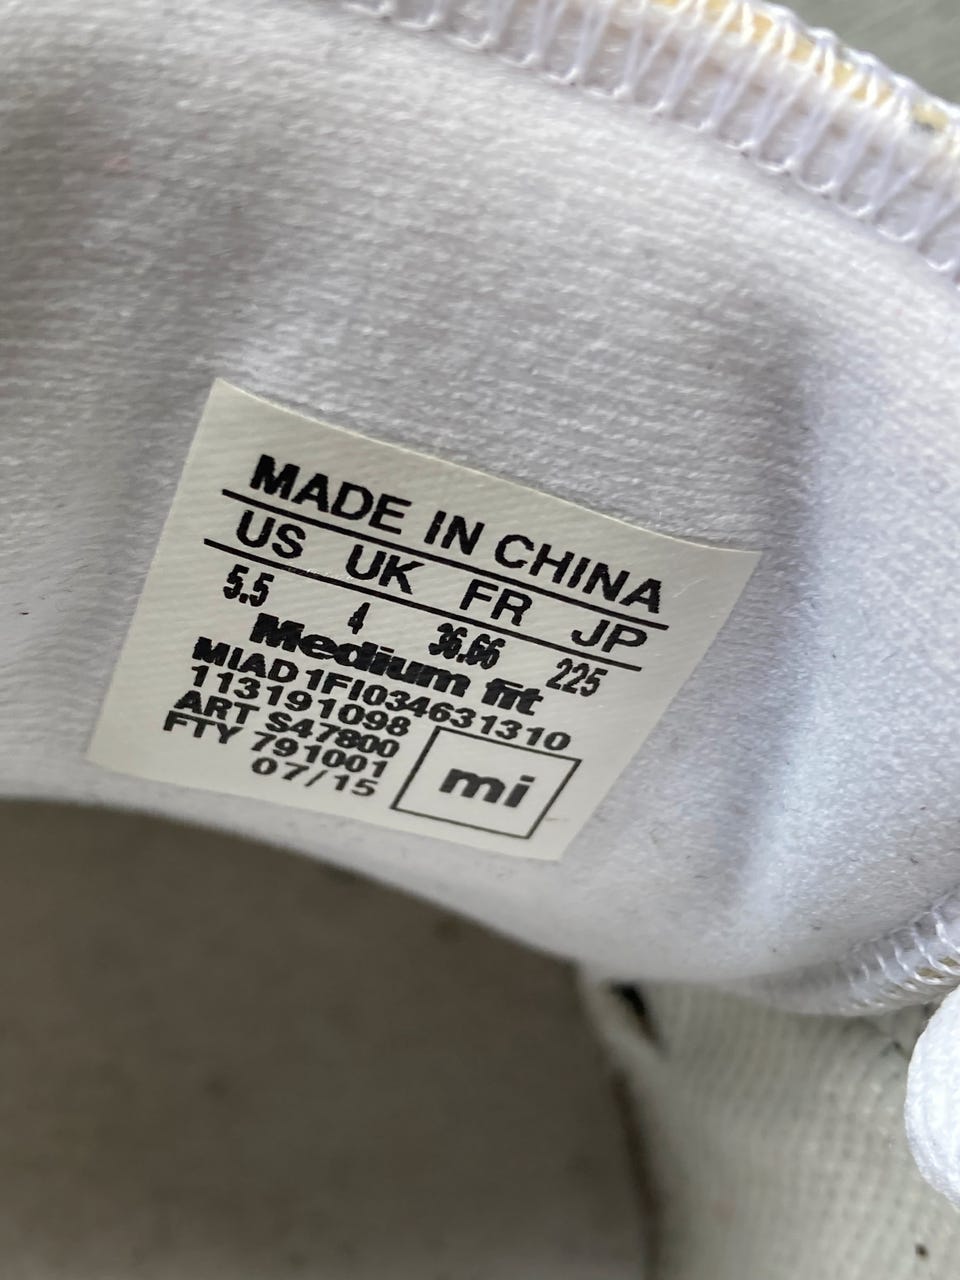 MADE IN CHINA
US UK FR JP
5.5 4 36.66 225
Medium fit
MIAD1FI034631310
113191098
ART S47800
FTY 791001
07/15
mi